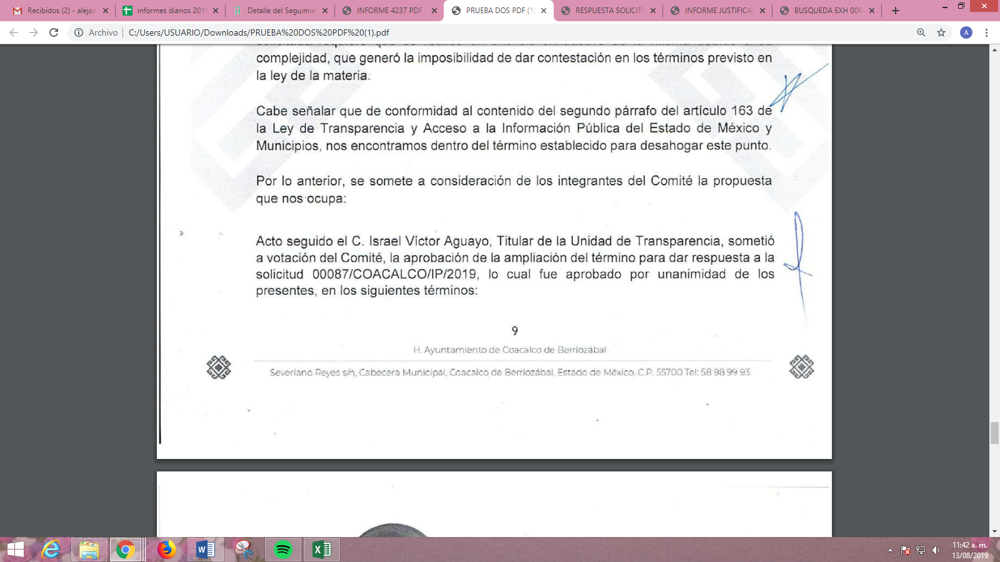 Recibidos (2) - alejan
informes diarios 2018
Detalle del Seguimie
INFORME 4237 PDF
PRUEBA DOS PDF (1)
RESPUESTA SOLICITU
INFORME JUSTIFICA
BUSQUEDA EXH 006
Archivo
C:/Users/USUARIO/Downloads/PRUEBA%20DOS%20PDF%20(1).pdf
A
complejidad, que generó la imposibilidad de dar contestación en los términos previsto en
la ley de la materia.
Cabe señalar que de conformidad al contenido del segundo párrafo del artículo 163 de
la Ley de Transparencia y Acceso a la Información Pública del Estado de México y
Municipios, nos encontramos dentro del término establecido para desahogar este punto.
Por lo anterior, se somete a consideración de los integrantes del Comité la propuesta
que nos ocupa:
Acto seguido el C. Israel Víctor Aguayo, Titular de la Unidad de Transparencia, sometió
a votación del Comité, la aprobación de la ampliación del término para dar respuesta a la
solicitud 00087/COACALCO/IP/2019, lo cual fue aprobado por unanimidad de los
presentes, en los siguientes términos:
9
H. Ayuntamiento de Coacalco de Berriozábal
Severiano Reyes s/n, Cabecera Municipal, Coacalco de Berriozábal, Estado de México, C.P. 55700 Tel: 58 98 99 93
11:42 a. m.
13/08/2019